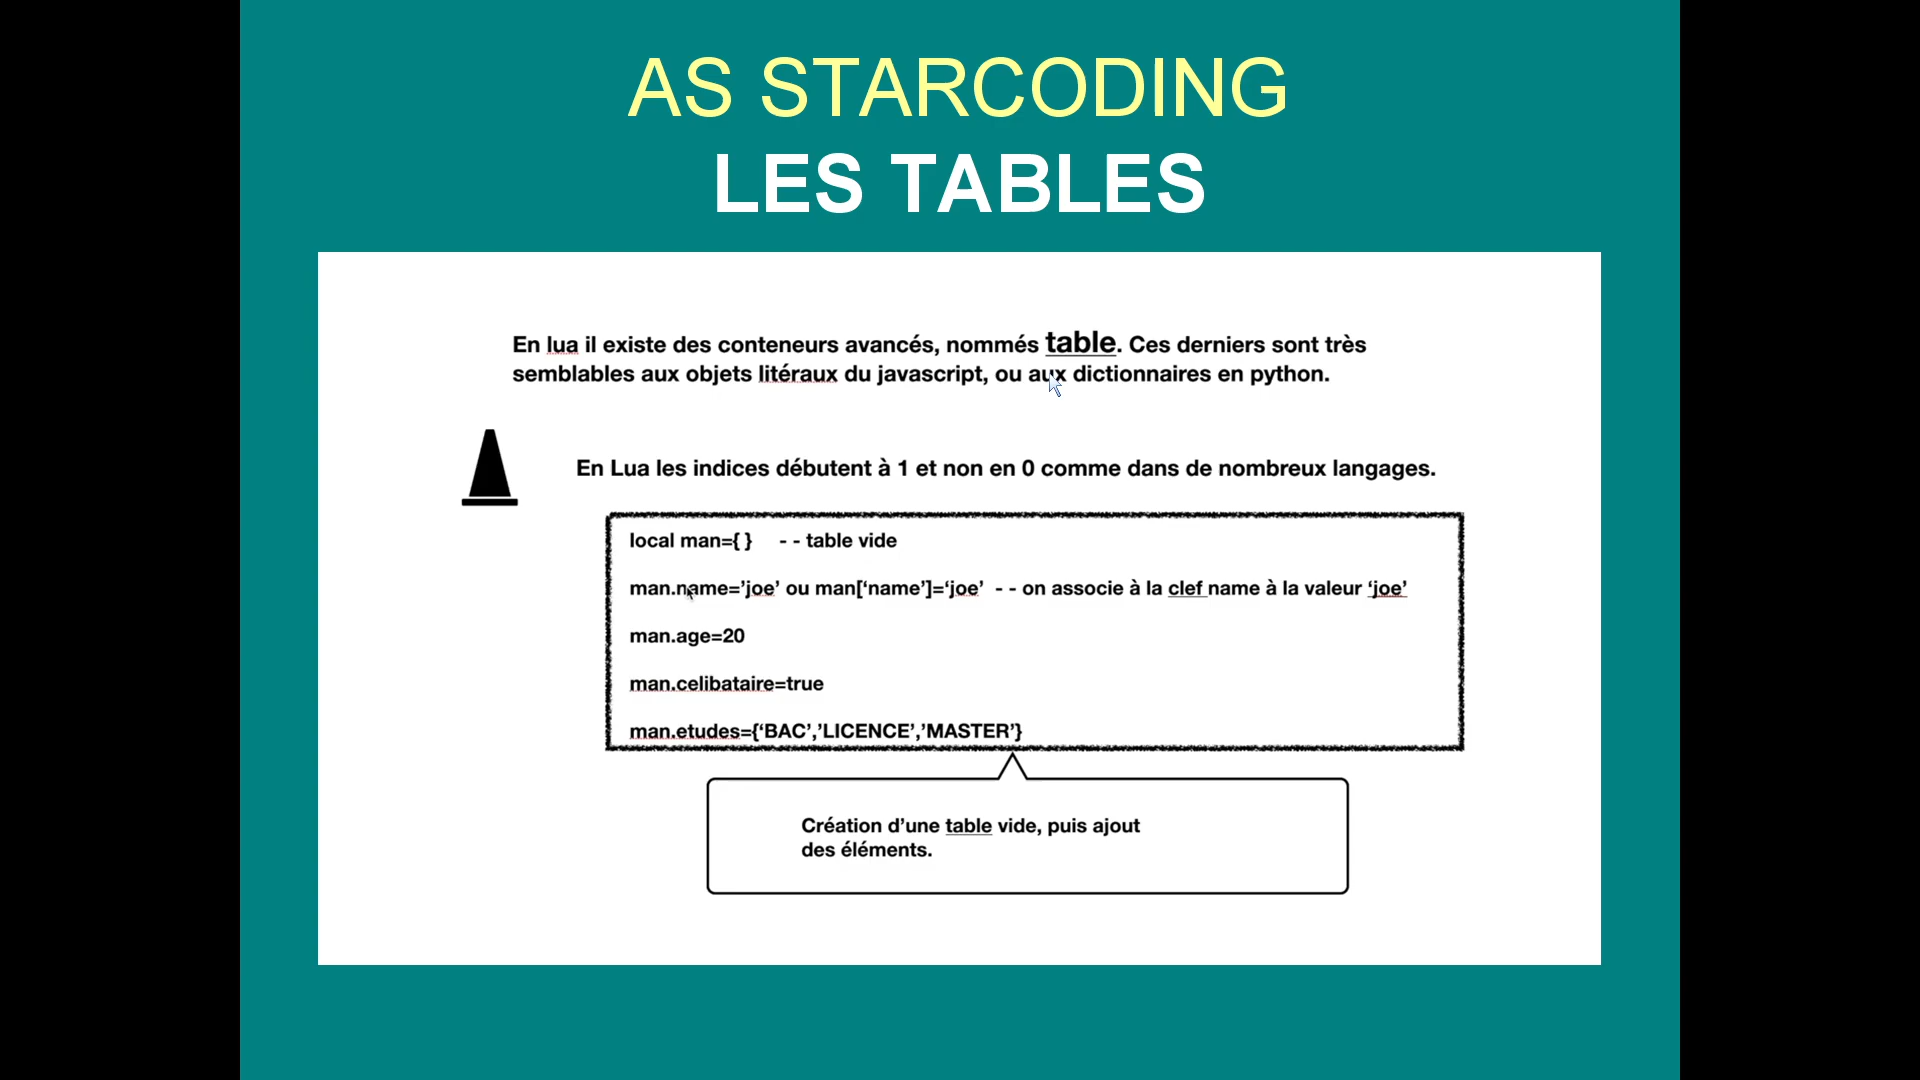 AS STARCODING
LES TABLES
En lua il existe des conteneurs avancés, nommés table. Ces derniers sont très
semblables aux objets litéraux du javascript, ou aux dictionnaires en python.
En Lua les indices débutent à 1 et non en 0 comme dans de nombreux langages.
local man={ } - - table vide
man.name=’joe’ ou man[‘name’]=‘joe’ - - on associe à la clef name à la valeur ‘joe’
man.age=20
man.celibataire=true
man.etudes={‘BAC’,’LICENCE’,’MASTER’}
Création d’une table vide, puis ajout
des éléments.